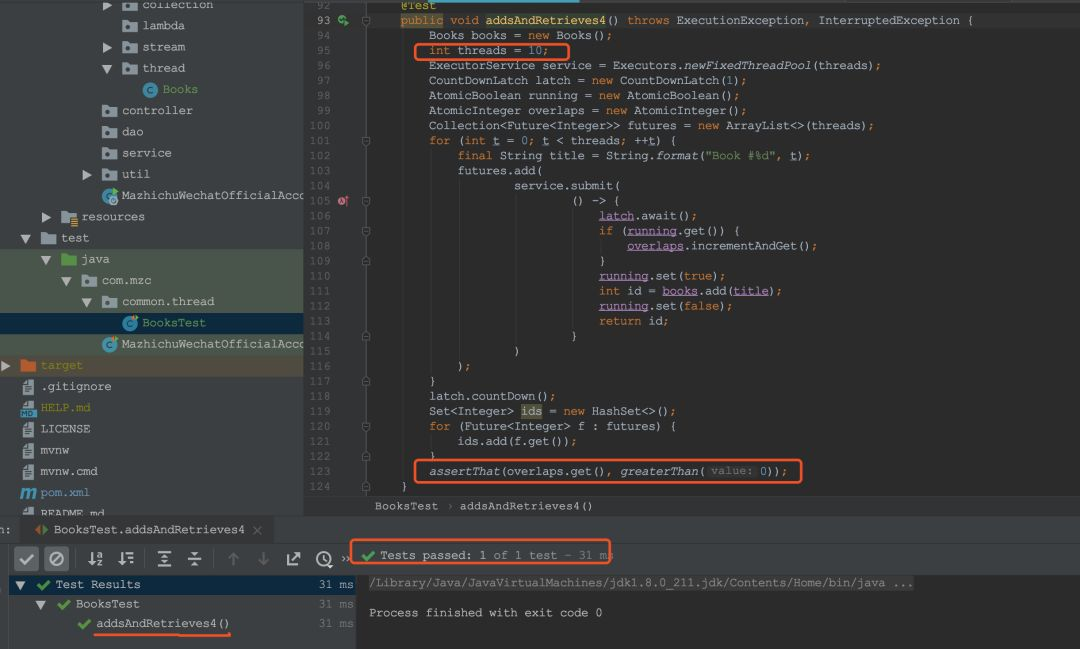 collection
lambda
stream
thread
Books
controller
dao
service
util
MazhichuWechatOfficialAcco
resources
test
java
com.mzc
common.thread
BooksTest
MazhichuWechatOfficialAcco
target
.gitignore
HELP.md
LICENSE
mvnw
mvnw.cmd
pom.xml
README.md
92 @Test
93 public void addsAndRetrieves4() throws ExecutionException, InterruptedException {
94 Books books = new Books();
95 int threads = 10;
96 ExecutorService service = Executors.newFixedThreadPool(threads);
97 CountDownLatch latch = new CountDownLatch(1);
98 AtomicBoolean running = new AtomicBoolean();
99 AtomicInteger overlaps = new AtomicInteger();
100 Collection<Future<Integer>> futures = new ArrayList<>(threads);
101 for (int t = 0; t < threads; ++t) {
102 final String title = String.format("Book #%d", t);
103 futures.add(
104 service.submit(
105 () -> {
106 latch.await();
107 if (running.get()) {
108 overlaps.incrementAndGet();
109 }
110 running.set(true);
111 int id = books.add(title);
112 running.set(false);
113 return id;
114 }
115 )
116 );
117 }
118 latch.countDown();
119 Set<Integer> ids = new HashSet<>();
120 for (Future<Integer> f : futures) {
121 ids.add(f.get());
122 }
123 assertThat(overlaps.get(), greaterThan( value: 0));
124 }
BooksTest › addsAndRetrieves4()
n: BooksTest.addsAndRetrieves4 ×
» Tests passed: 1 of 1 test – 31 ms
Test Results 31 ms
BooksTest 31 ms
addsAndRetrieves4() 31 ms
/Library/Java/JavaVirtualMachines/jdk1.8.0_211.jdk/Contents/Home/bin/java ...
Process finished with exit code 0